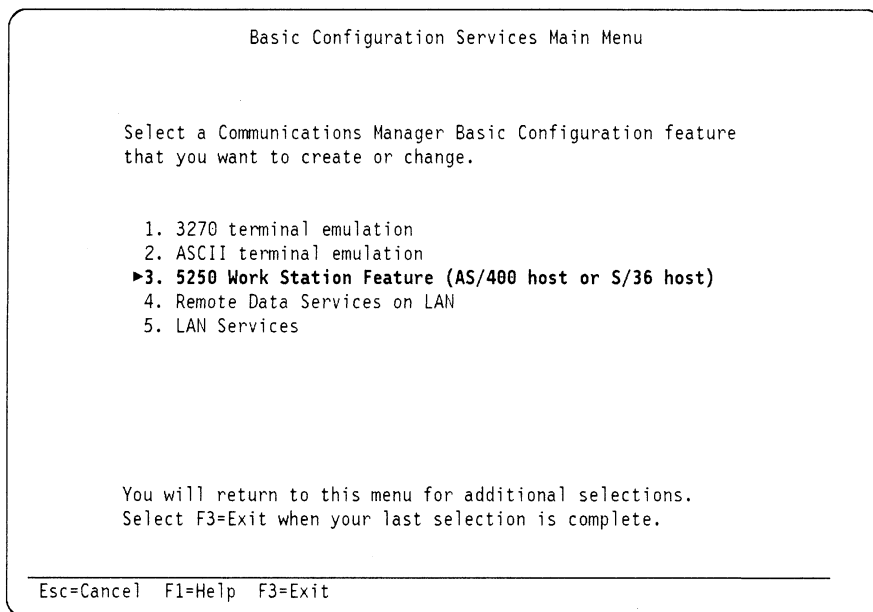 Basic Configuration Services Main Menu
Select a Communications Manager Basic Configuration feature
that you want to create or change.
1. 3270 terminal emulation
2. ASCII terminal emulation
►3. 5250 Work Station Feature (AS/400 host or S/36 host)
4. Remote Data Services on LAN
5. LAN Services
You will return to this menu for additional selections.
Select F3=Exit when your last selection is complete.
Esc=Cancel F1=Help F3=Exit